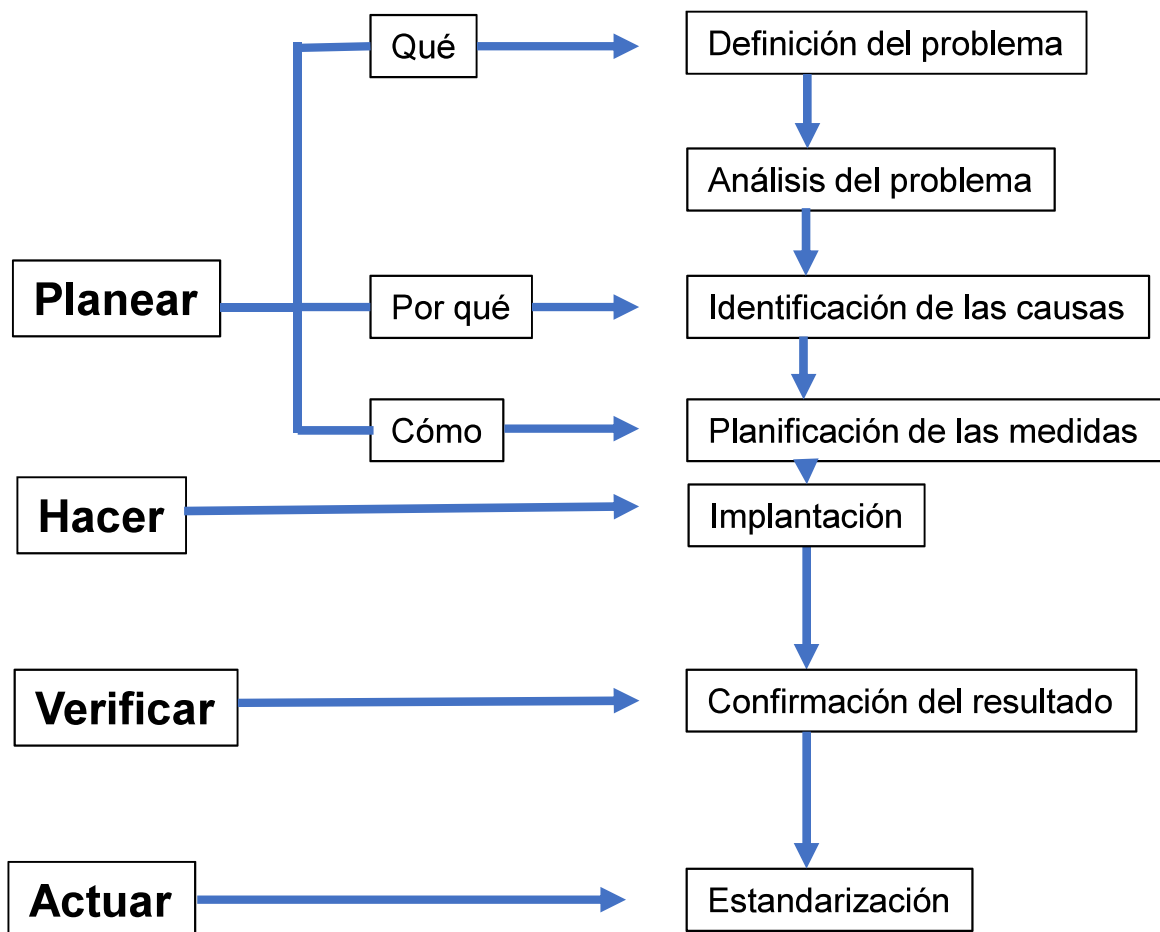 Qué
Definición del problema
Análisis del problema
Planear
Por qué
Identificación de las causas
Cómo
Planificación de las medidas
Hacer
Implantación
Verificar
Confirmación del resultado
Actuar
Estandarización